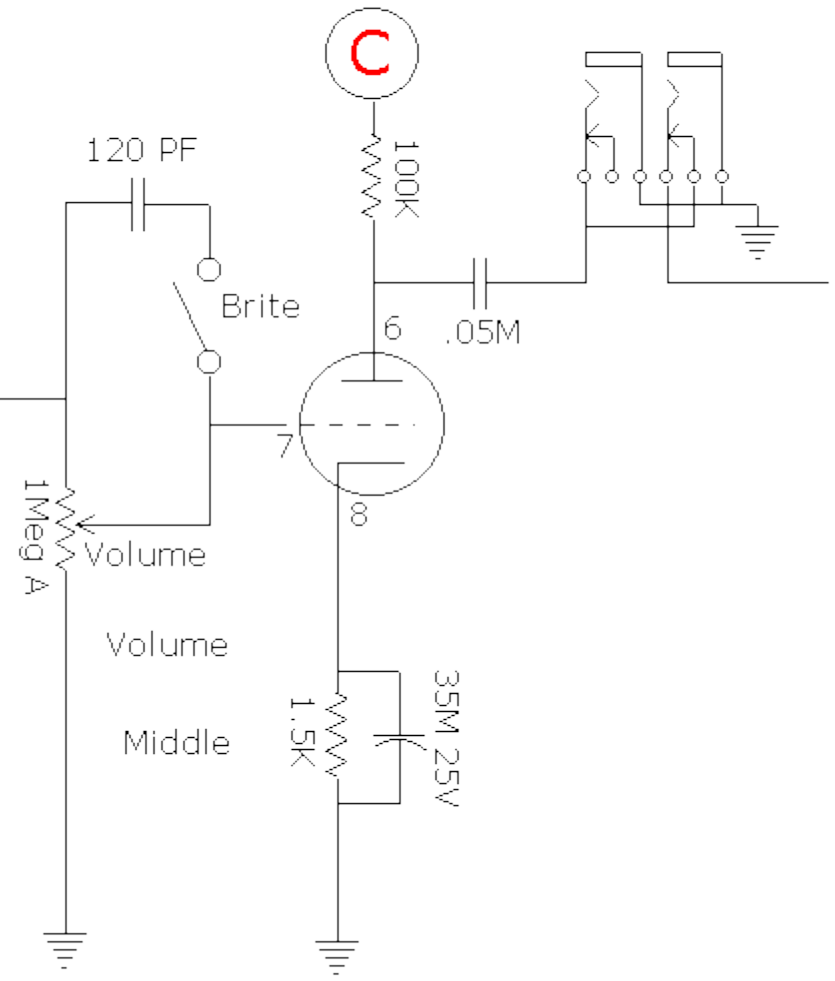 C
120 PF
100K
Brite
6
.05M
7
8
1Meg A
Volume
Volume
1.5K
35M 25V
Middle